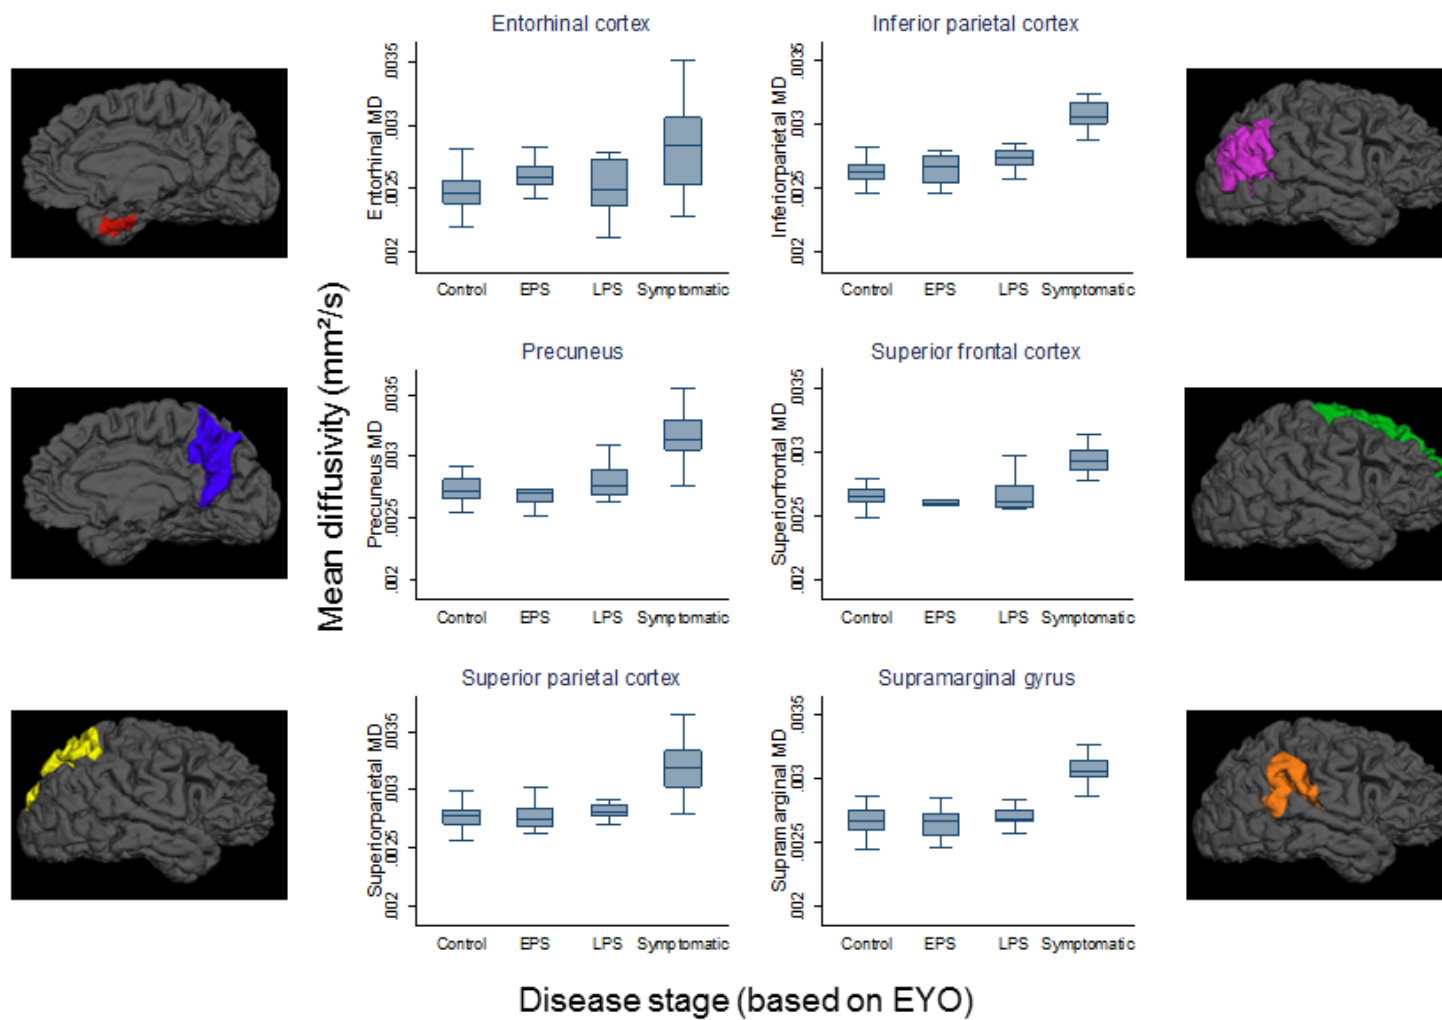 Entorhinal cortex
Entorhinal MD
.0035
.003
.0025
.002
Control EPS LPS Symptomatic
Inferior parietal cortex
Inferiorparietal MD
.0035
.003
.0025
.002
Control EPS LPS Symptomatic
Mean diffusivity (mm²/s)
Precuneus
Precuneus MD
.0035
.003
.0025
.002
Control EPS LPS Symptomatic
Superior frontal cortex
Superiorfrontal MD
.0035
.003
.0025
.002
Control EPS LPS Symptomatic
Superior parietal cortex
Superiorparietal MD
.0035
.003
.0025
.002
Control EPS LPS Symptomatic
Supramarginal gyrus
Supramarginal MD
.0035
.003
.0025
.002
Control EPS LPS Symptomatic
Disease stage (based on EYO)